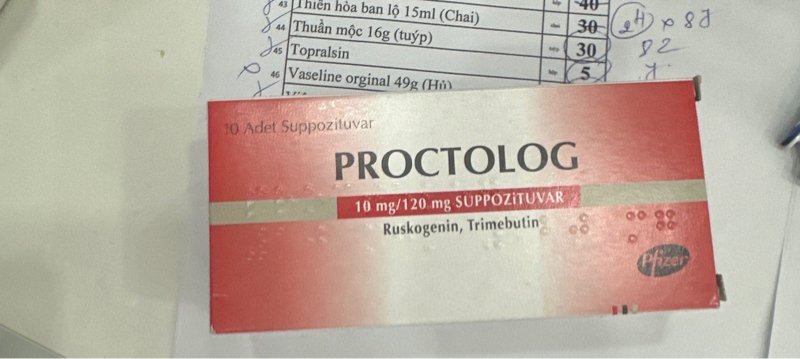 43 Thiên hòa ban lộ 15ml (Chai) 40
44 Thuần mộc 16g (tuýp) 30
45 Topralsin 30 82
46 Vaseline orginal 49g (Hủ) 5
10 Adet Suppozituvar
PROCTOLOG
10 mg/120 mg SUPPOZİTUVAR
Ruskogenin, Trimebutin
Pfizer